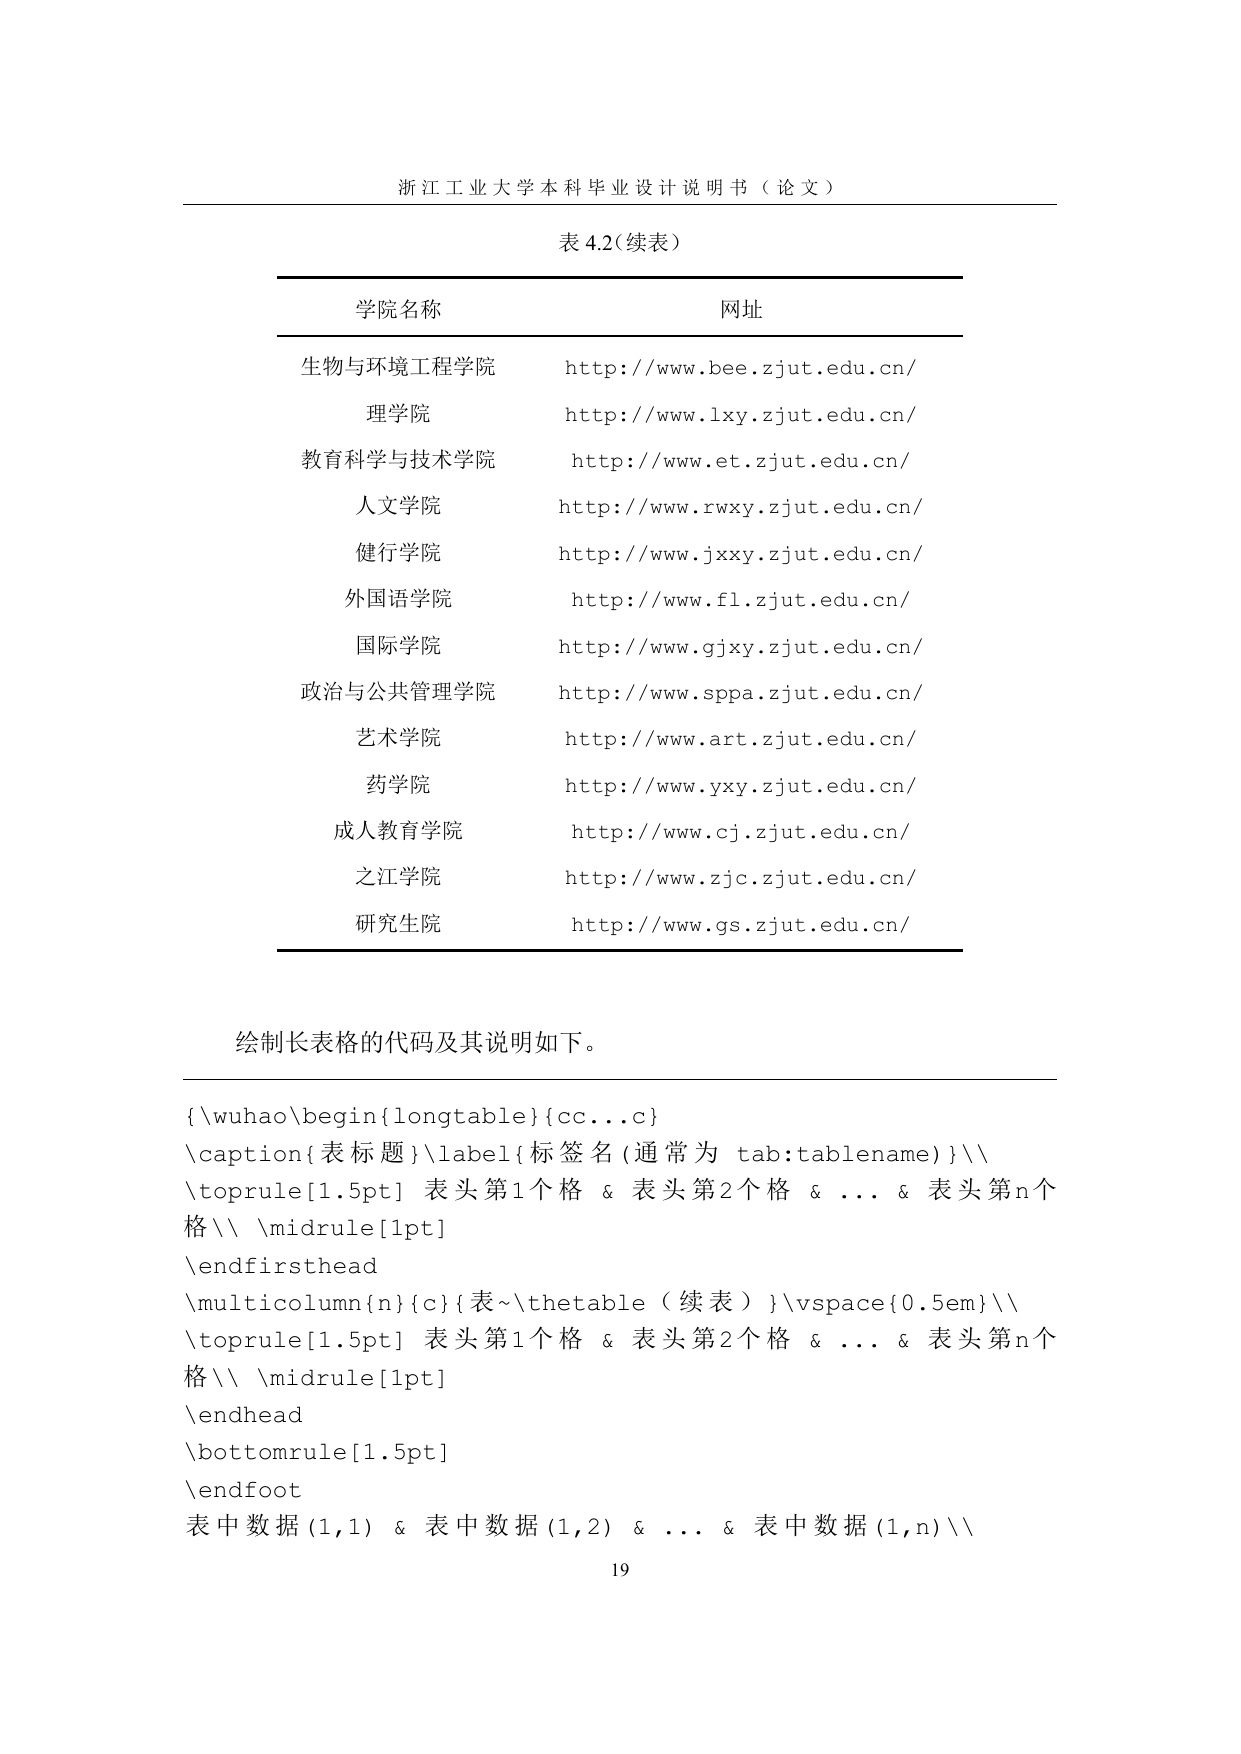 浙江工业大学本科毕业设计说明书（论文）
表 4.2（续表）
学院名称 网址
生物与环境工程学院 http://www.bee.zjut.edu.cn/
理学院 http://www.lxy.zjut.edu.cn/
教育科学与技术学院 http://www.et.zjut.edu.cn/
人文学院 http://www.rwxy.zjut.edu.cn/
健行学院 http://www.jxxy.zjut.edu.cn/
外国语学院 http://www.fl.zjut.edu.cn/
国际学院 http://www.gjxy.zjut.edu.cn/
政治与公共管理学院 http://www.sppa.zjut.edu.cn/
艺术学院 http://www.art.zjut.edu.cn/
药学院 http://www.yxy.zjut.edu.cn/
成人教育学院 http://www.cj.zjut.edu.cn/
之江学院 http://www.zjc.zjut.edu.cn/
研究生院 http://www.gs.zjut.edu.cn/
绘制长表格的代码及其说明如下。
{\wuhao\begin{longtable}{cc...c}
\caption{表标题}\label{标签名(通常为 tab:tablename)}\\
\toprule[1.5pt] 表头第1个格 & 表头第2个格 & ... & 表头第n个
格\\ \midrule[1pt]
\endfirsthead
\multicolumn{n}{c}{表~\thetable（续表）}\vspace{0.5em}\\
\toprule[1.5pt] 表头第1个格 & 表头第2个格 & ... & 表头第n个
格\\ \midrule[1pt]
\endhead
\bottomrule[1.5pt]
\endfoot
表中数据(1,1) & 表中数据(1,2) & ... & 表中数据(1,n)\\
19